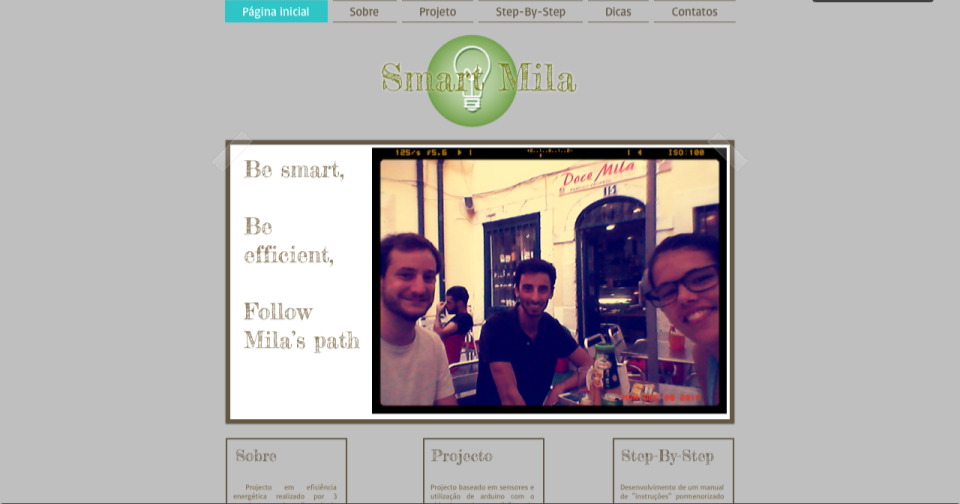 Página inicial
Sobre
Projeto
Step-By-Step
Dicas
Contatos
Smart Mila
Be smart,
Be
efficient,
Follow
Mila's path
125/s f5.6
ISO:100
Doce Mila
115
Sobre
Projecto
Step-By-Step
Projecto em eficiência
energética realizado por 3
Projecto baseado em sensores e
utilização de arduino com o
Desenvolvimento de um manual
de "instruções" pormenorizado